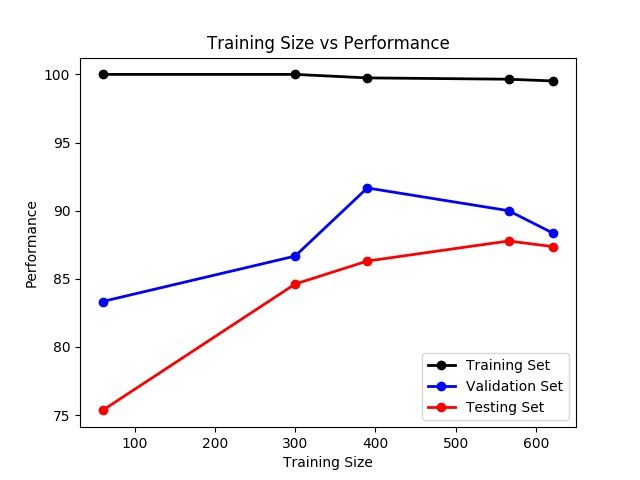 Training Size vs Performance
Performance
100
95
90
85
80
75
100 200 300 400 500 600
Training Size
Training Set
Validation Set
Testing Set